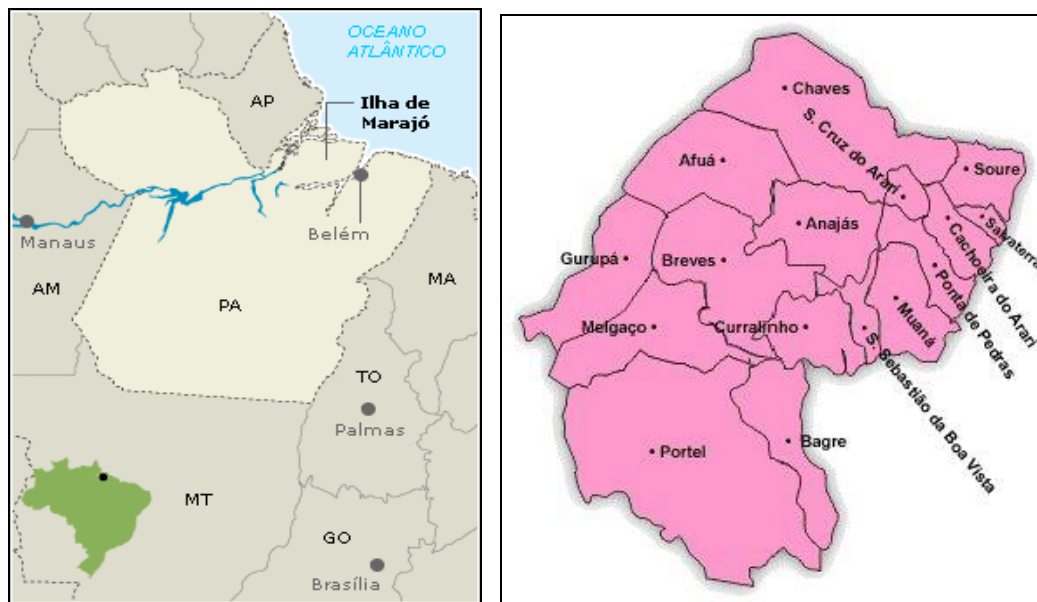 OCEANO
ATLÂNTICO
AP
Ilha de
Marajó
Manaus
Belém
AM
PA
MA
TO
Palmas
MT
GO
Brasília
Chaves
S. Cruz do Arari
Afuá
Soure
Anajás
Salvaterra
Cachoeira do Arari
Gurupá
Breves
Ponta de Pedras
Muaná
Melgaço
Curralinho
S. Sebastião da Boa Vista
Bagre
Portel